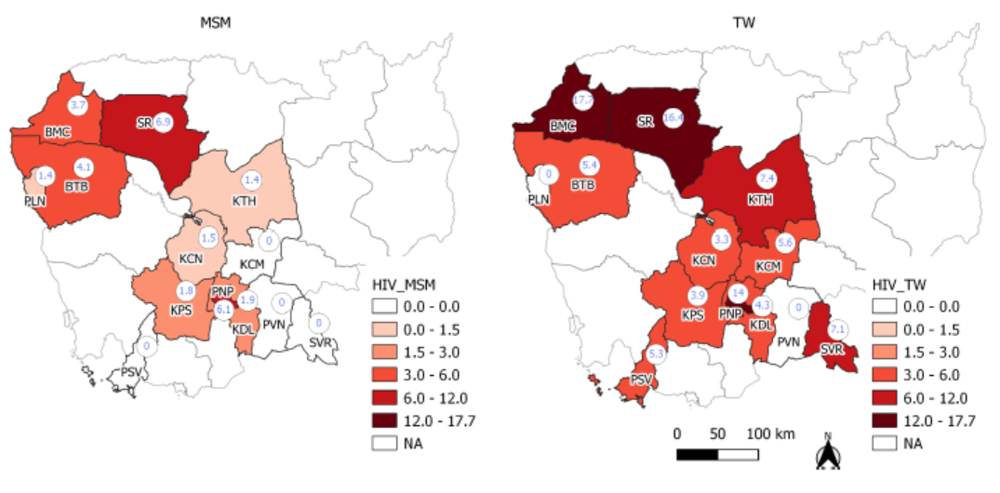 MSM
3.7
BMC
SR 6.9
1.4
PLN
4.1
BTB
1.4
KTH
1.5
KCN
0
KCM
1.8
KPS
PNP
6.1
1.9
KDL
0
PVN
0
SVR
0
PSV
HIV_MSM
0.0 - 0.0
0.0 - 1.5
1.5 - 3.0
3.0 - 6.0
6.0 - 12.0
12.0 - 17.7
NA
TW
17.7
BMC
SR 16.4
0
PLN
5.4
BTB
7.4
KTH
3.3
KCN
5.6
KCM
3.9
KPS
14
PNP
4.3
KDL
0
PVN
7.1
SVR
5.3
PSV
HIV_TW
0.0 - 0.0
0.0 - 1.5
1.5 - 3.0
3.0 - 6.0
6.0 - 12.0
12.0 - 17.7
NA
0 50 100 km
N